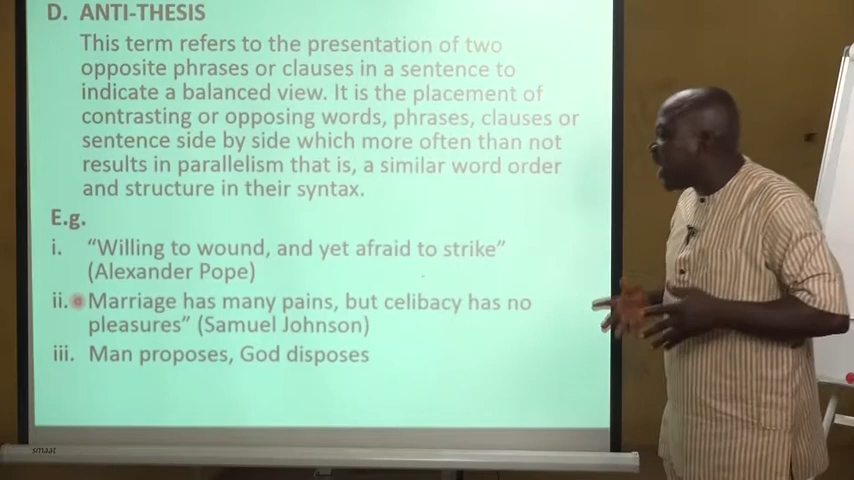 D. ANTI-THESIS
This term refers to the presentation of two
opposite phrases or clauses in a sentence to
indicate a balanced view. It is the placement of
contrasting or opposing words, phrases, clauses or
sentence side by side which more often than not
results in parallelism that is, a similar word order
and and structure in their syntax.
E.g.
i. “Willing to wound, and yet afraid to strike”
(Alexander Pope)
ii. Marriage has many pains, but celibacy has no
pleasures” (Samuel Johnson)
iii. Man proposes, God disposes
smaat